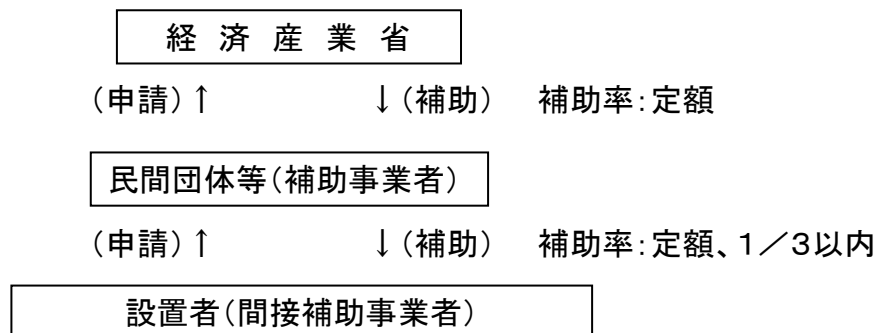 経 済 産 業 省
（申請）↑ ↓（補助） 補助率：定額
民間団体等（補助事業者）
（申請）↑ ↓（補助） 補助率：定額、１／３以内
設置者（間接補助事業者）